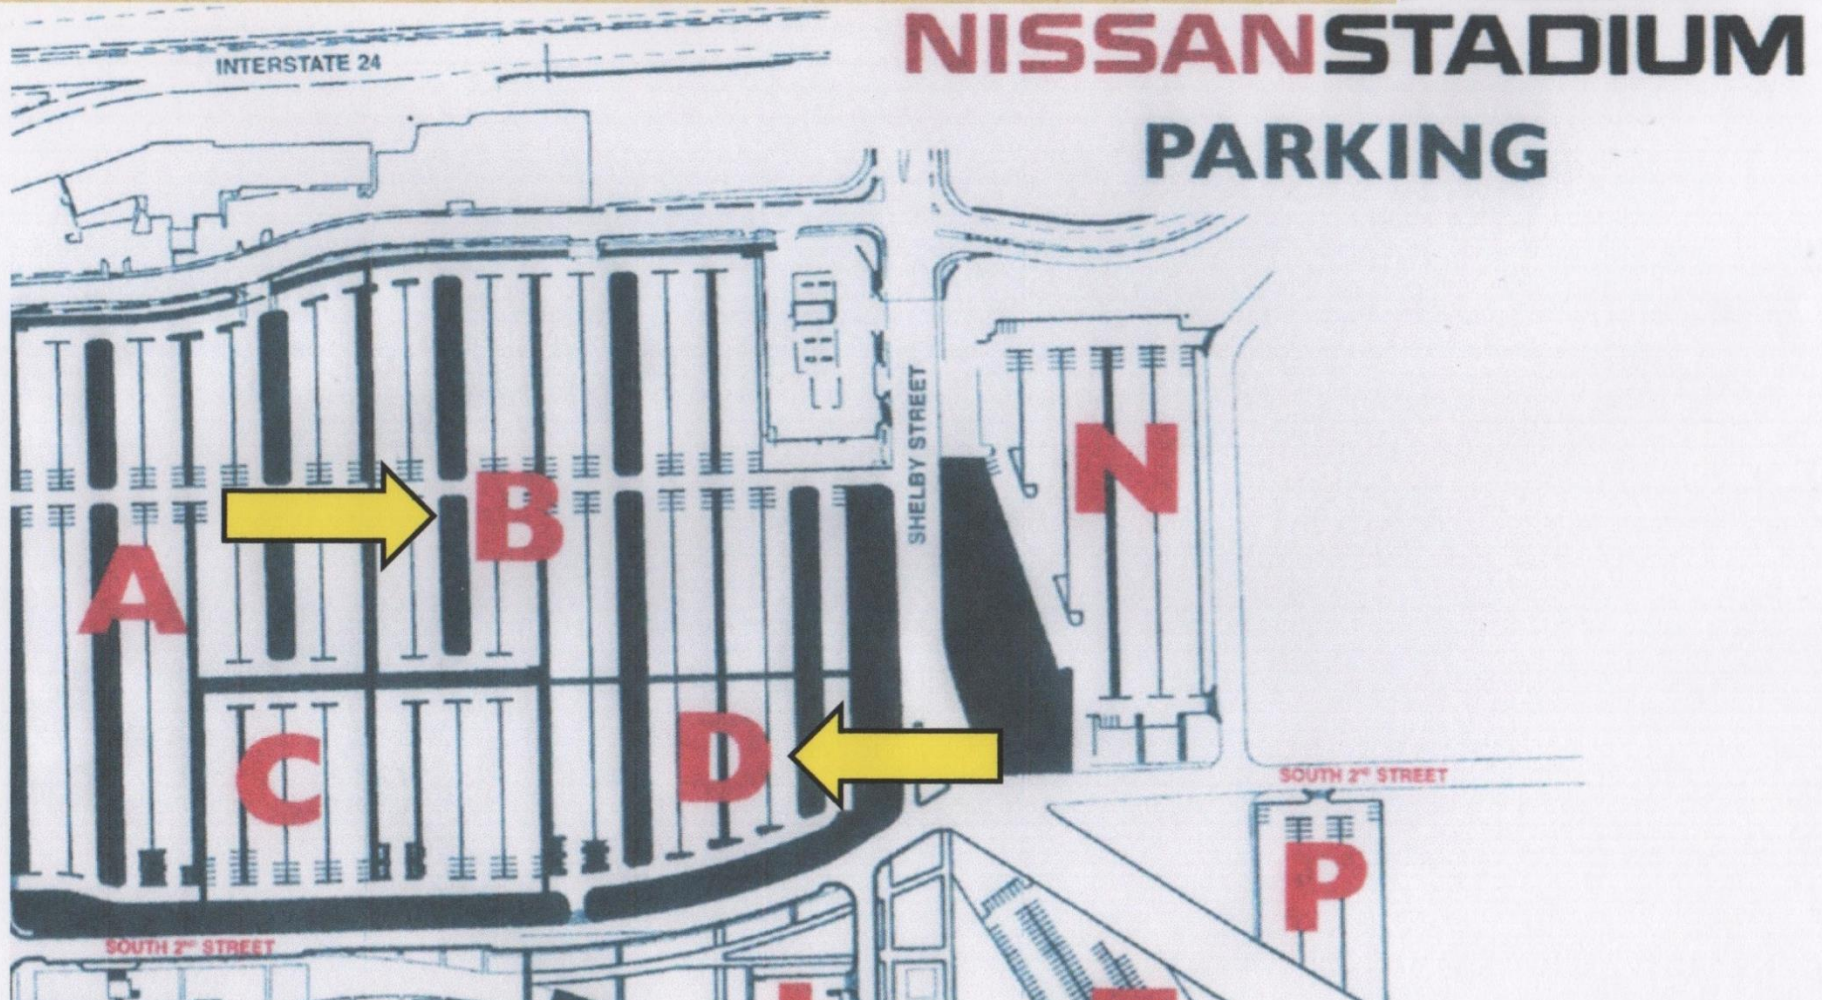 NISSANSTADIUM
PARKING
INTERSTATE 24
SHELBY STREET
N
B
A
D
C
SOUTH 2ND STREET
P
SOUTH 2ND STREET